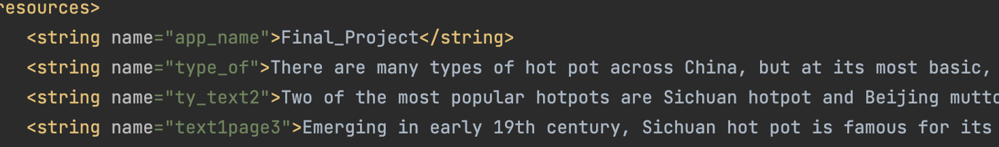 resources>
<string name="app_name">Final_Project</string>
<string name="type_of">There are many types of hot pot across China, but at its most basic,
<string name="ty_text2">Two of the most popular hotpots are Sichuan hotpot and Beijing mutto
<string name="text1page3">Emerging in early 19th century, Sichuan hot pot is famous for its